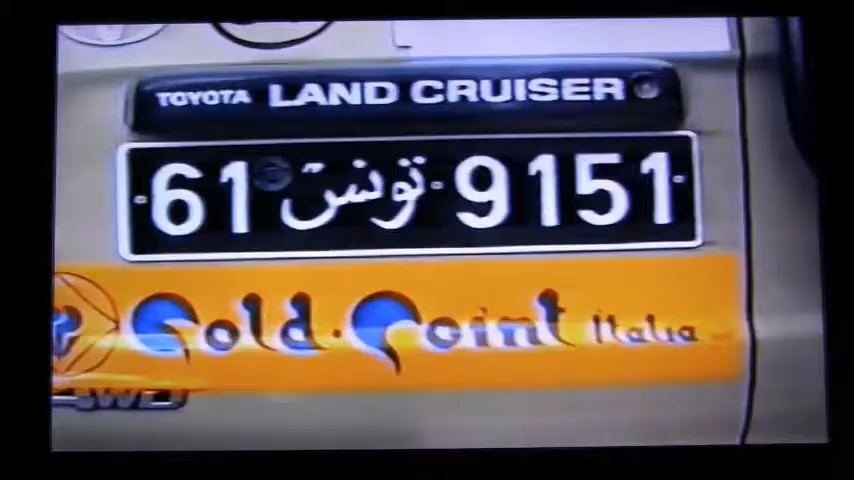 TOYOTA LAND CRUISER
61 تونس 9151
Gold·Point Italia
4WD